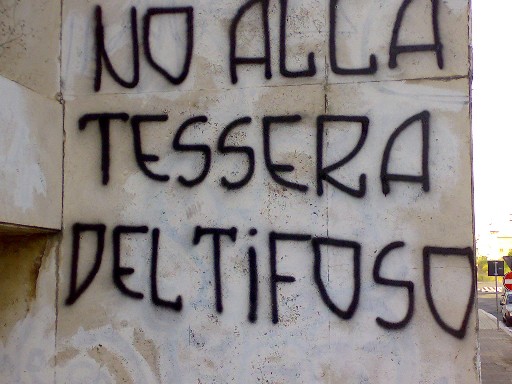 NO ALLA
TESSERA
DEL TiFOSO